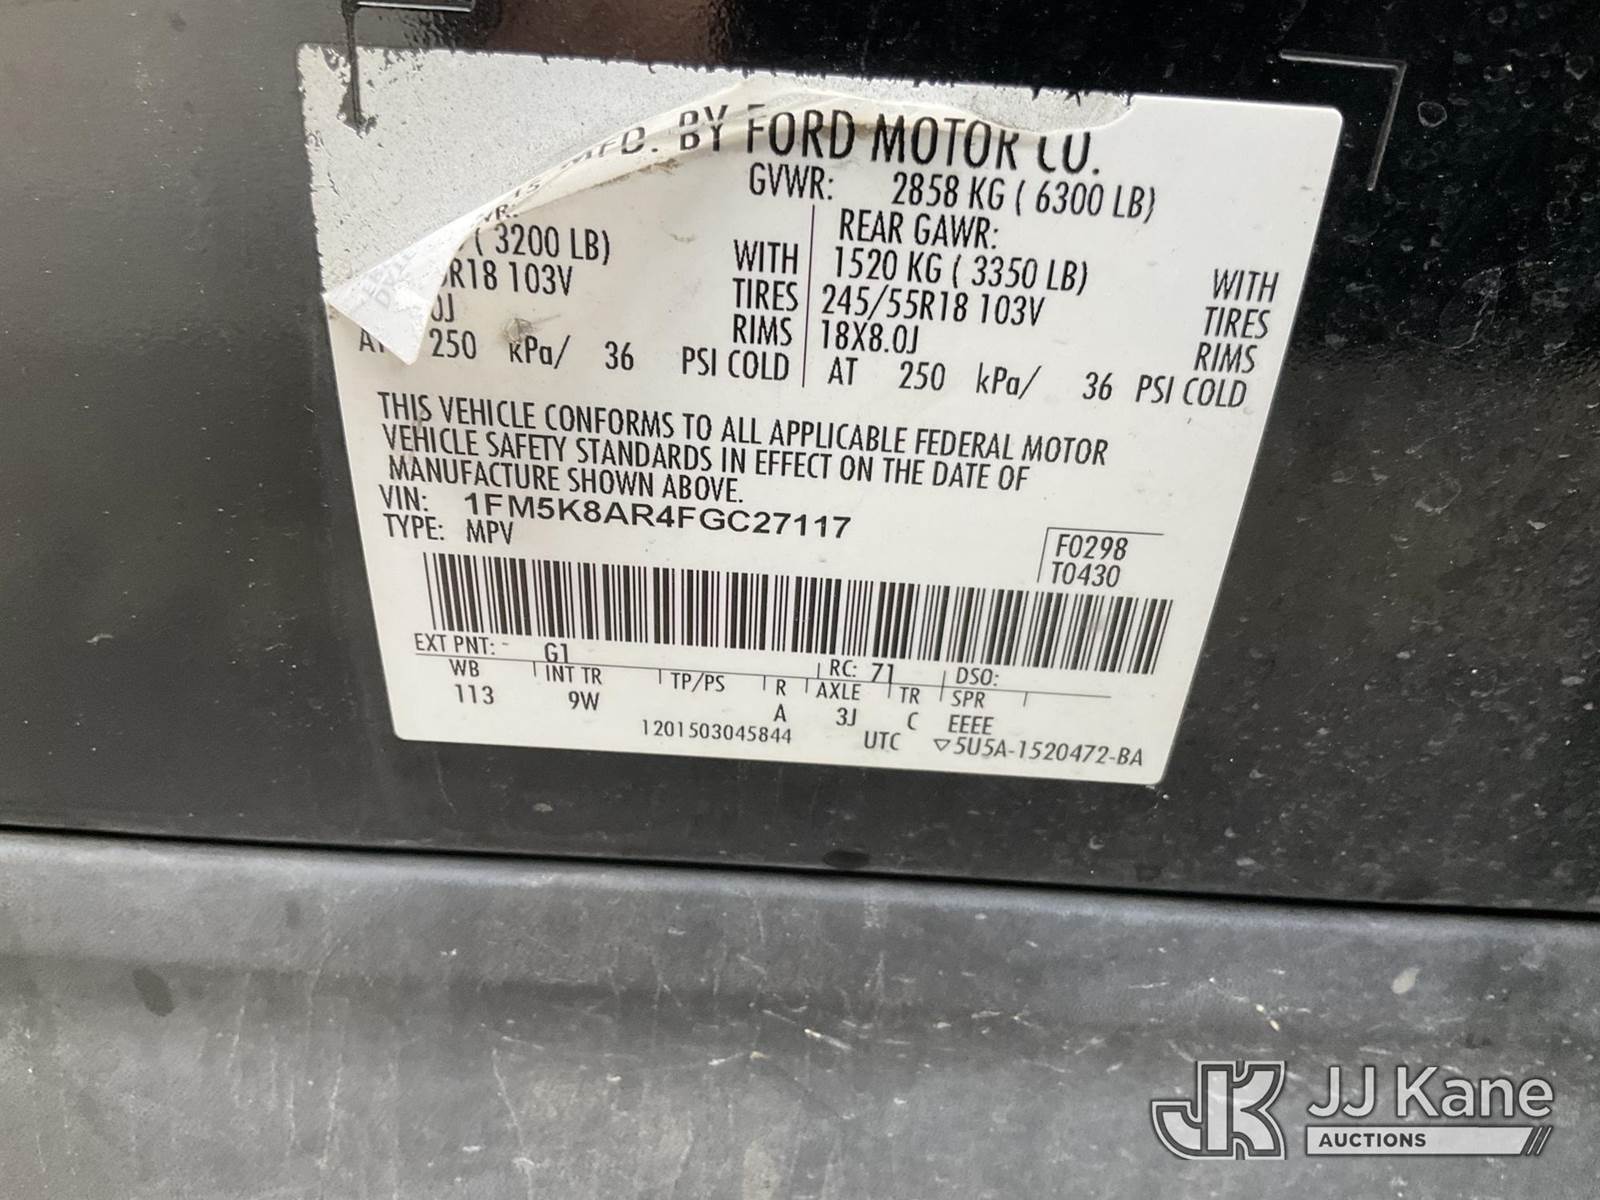 MFD. BY FORD MOTOR CO.
GVWR: 2858 KG ( 6300 LB)
( 3200 LB) WITH
R18 103V TIRES
0J RIMS
AT 250 kPa/ 36 PSI COLD
REAR GAWR:
1520 KG ( 3350 LB) WITH
245/55R18 103V TIRES
18X8.0J RIMS
AT 250 kPa/ 36 PSI COLD
THIS VEHICLE CONFORMS TO ALL APPLICABLE FEDERAL MOTOR
VEHICLE SAFETY STANDARDS IN EFFECT ON THE DATE OF
MANUFACTURE SHOWN ABOVE.
VIN: 1FM5K8AR4FGC27117
TYPE: MPV
F0298
T0430
EXT PNT: - G1 RC: 71 DSO:
WB INT TR TP/PS R AXLE TR SPR
113 9W A 3J C EEEE
1201503045844 UTC ▽5U5A-1520472-BA
JK JJ Kane
AUCTIONS